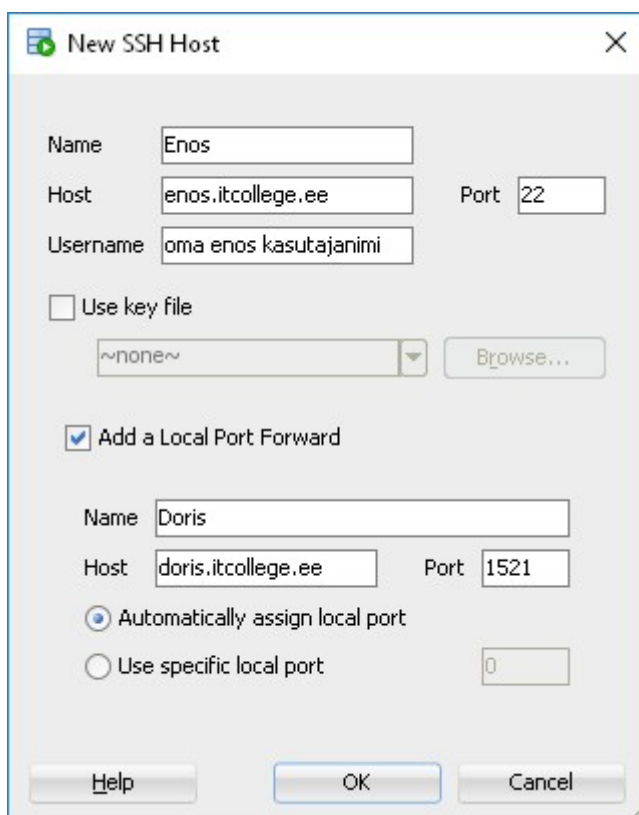 New SSH Host
Name Enos
Host enos.itcollege.ee Port 22
Username oma enos kasutajanimi
Use key file
~none~ Browse...
Add a Local Port Forward
Name Doris
Host doris.itcollege.ee Port 1521
Automatically assign local port
Use specific local port 0
Help OK Cancel